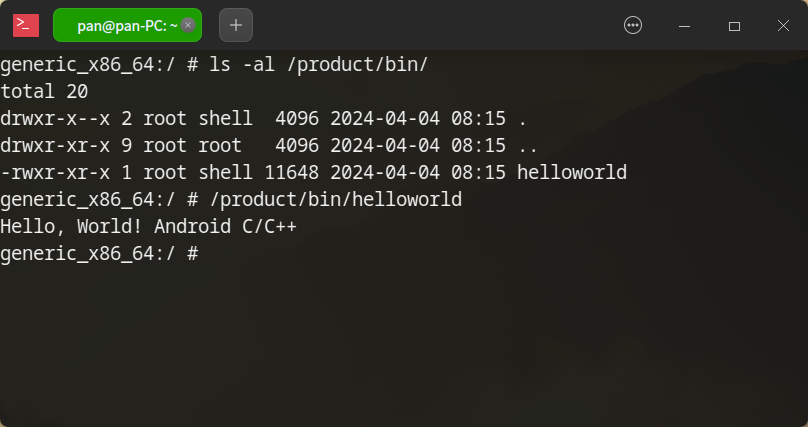 pan@pan-PC: ~
generic_x86_64:/ # ls -al /product/bin/
total 20
drwxr-x--x 2 root shell  4096 2024-04-04 08:15 .
drwxr-xr-x 9 root root   4096 2024-04-04 08:15 ..
-rwxr-xr-x 1 root shell 11648 2024-04-04 08:15 helloworld
generic_x86_64:/ # /product/bin/helloworld
Hello, World! Android C/C++
generic_x86_64:/ #